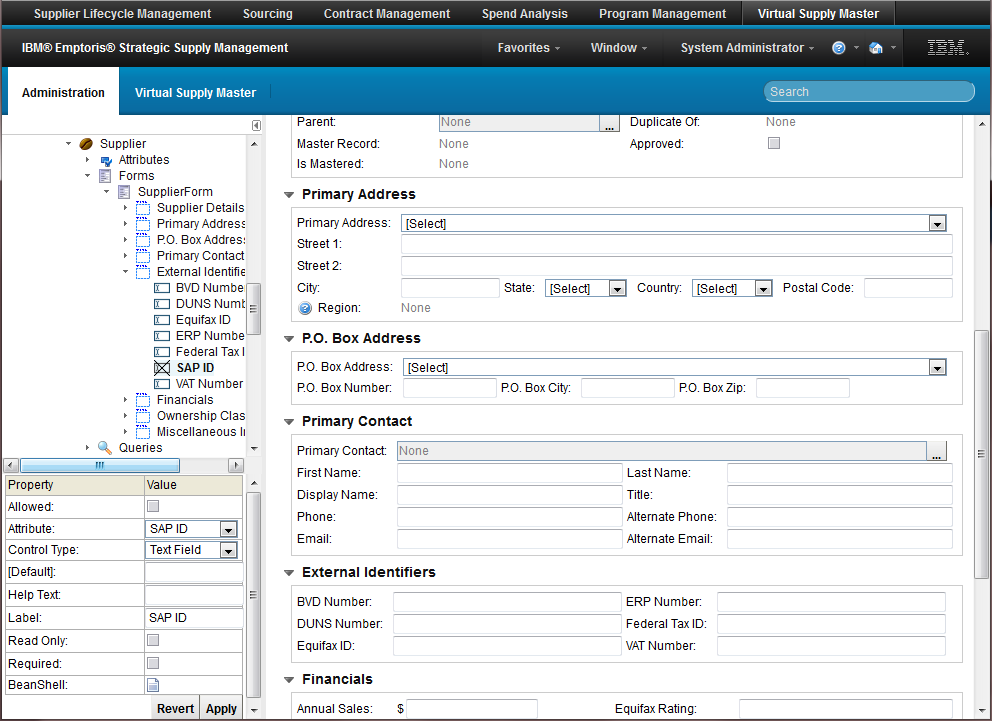 Supplier Lifecycle Management Sourcing Contract Management Spend Analysis Program Management Virtual Supply Master
IBM® Emptoris® Strategic Supply Management Favorites Window System Administrator IBM.
Administration Virtual Supply Master Search
Supplier
Attributes
Forms
SupplierForm
Supplier Details
Primary Address
P.O. Box Addres
Primary Contact
External Identifie
BVD Numbe
DUNS Numb
Equifax ID
ERP Numbe
Federal Tax I
SAP ID
VAT Number
Financials
Ownership Clas
Miscellaneous In
Queries
Property Value
Allowed:
Attribute: SAP ID
Control Type: Text Field
[Default]:
Help Text:
Label: SAP ID
Read Only:
Required:
BeanShell:
Revert Apply
Parent: None ... Duplicate Of: None
Master Record: None Approved:
Is Mastered: None
Primary Address
Primary Address: [Select]
Street 1:
Street 2:
City: State: [Select] Country: [Select] Postal Code:
Region: None
P.O. Box Address
P.O. Box Address: [Select]
P.O. Box Number: P.O. Box City: P.O. Box Zip:
Primary Contact
Primary Contact: None ...
First Name: Last Name:
Display Name: Title:
Phone: Alternate Phone:
Email: Alternate Email:
External Identifiers
BVD Number: ERP Number:
DUNS Number: Federal Tax ID:
Equifax ID: VAT Number:
Financials
Annual Sales: $ Equifax Rating: